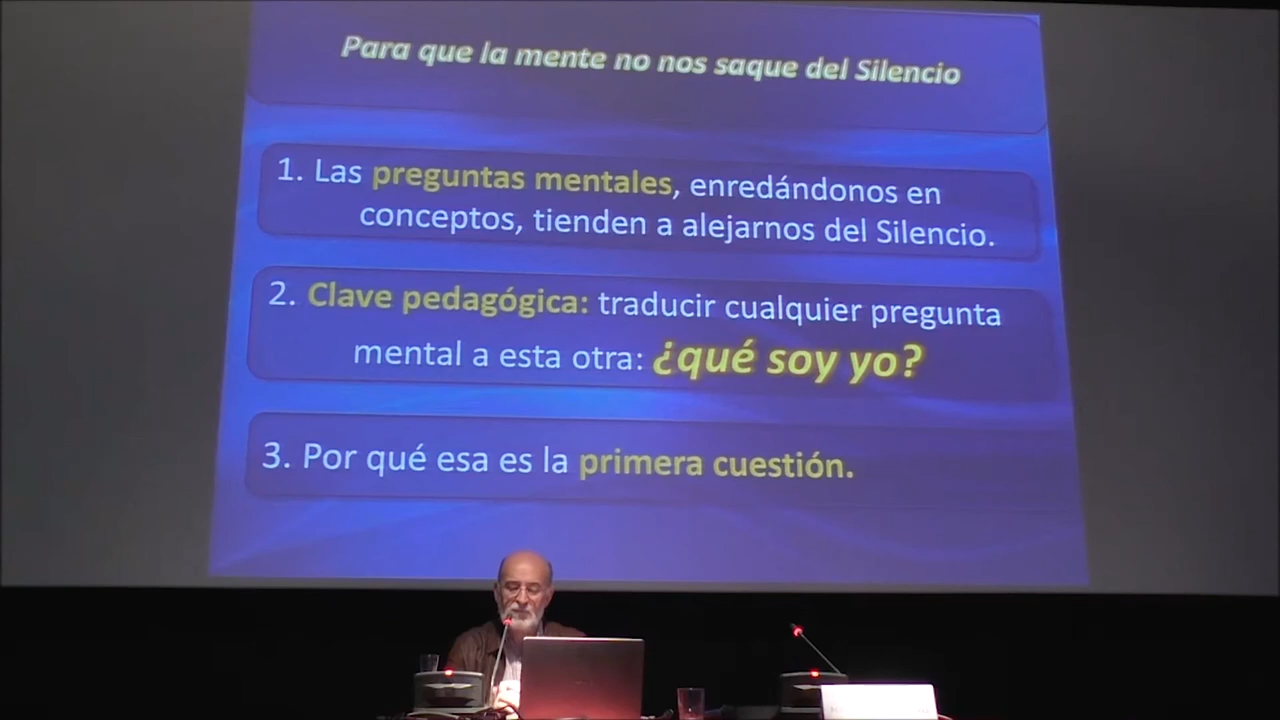 Para que la mente no nos saque del Silencio
1. Las preguntas mentales, enredándonos en
conceptos, tienden a alejarnos del Silencio.
2. Clave pedagógica: traducir cualquier pregunta
mental a esta otra: ¿qué soy yo?
3. Por qué esa es la primera cuestión.